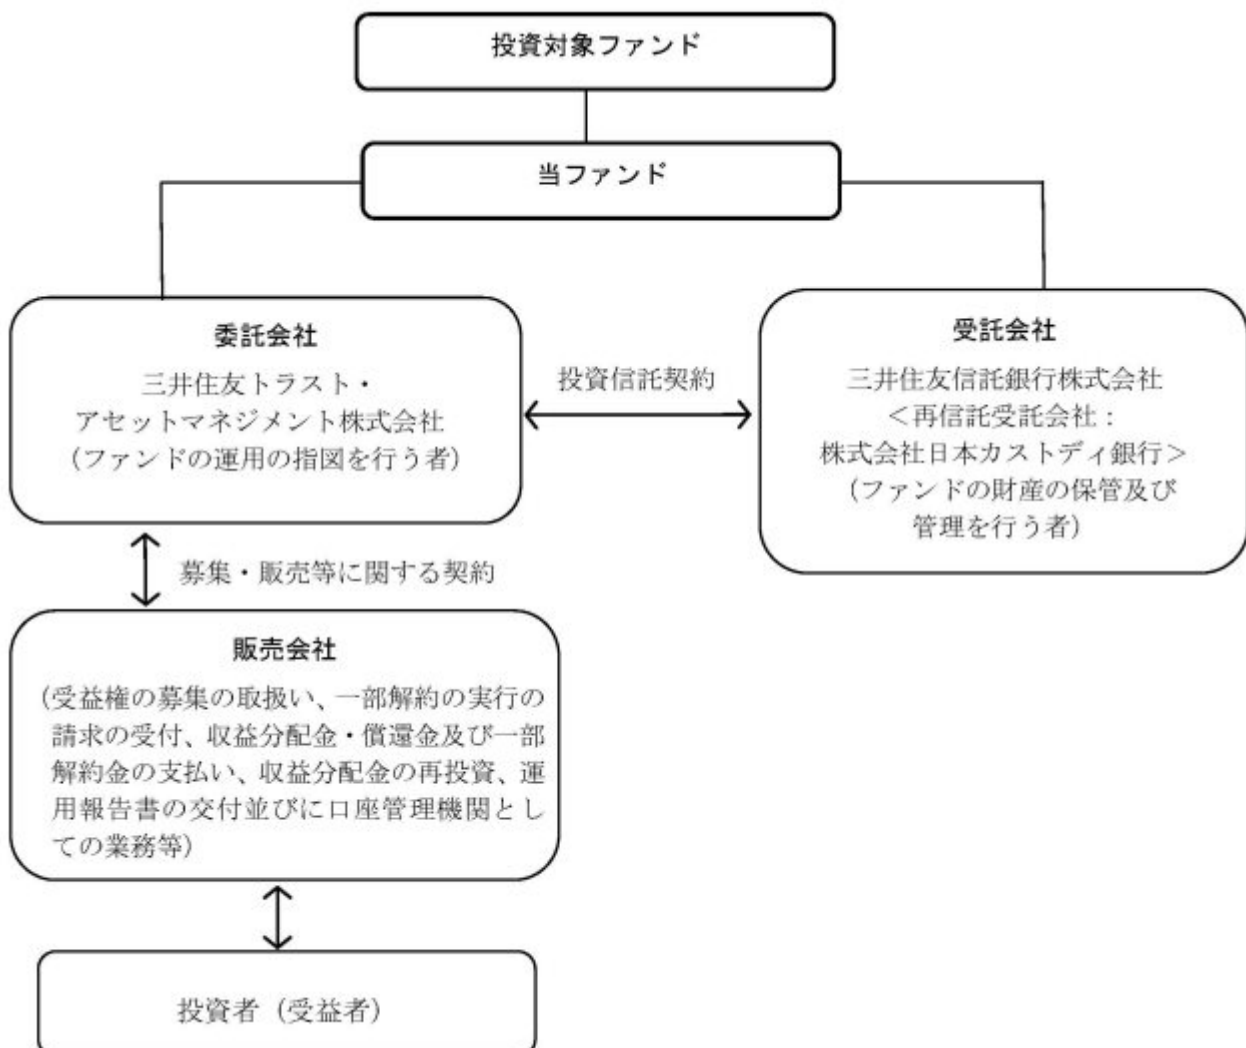 投資対象ファンド
当ファンド
委託会社
三井住友トラスト・
アセットマネジメント株式会社
（ファンドの運用の指図を行う者）
投資信託契約
受託会社
三井住友信託銀行株式会社
＜再信託受託会社：
株式会社日本カストディ銀行＞
（ファンドの財産の保管及び
管理を行う者）
募集・販売等に関する契約
販売会社
（受益権の募集の取扱い、一部解約の実行の
請求の受付、収益分配金・償還金及び一部
解約金の支払い、収益分配金の再投資、運
用報告書の交付並びに口座管理機関とし
ての業務等）
投資者（受益者）